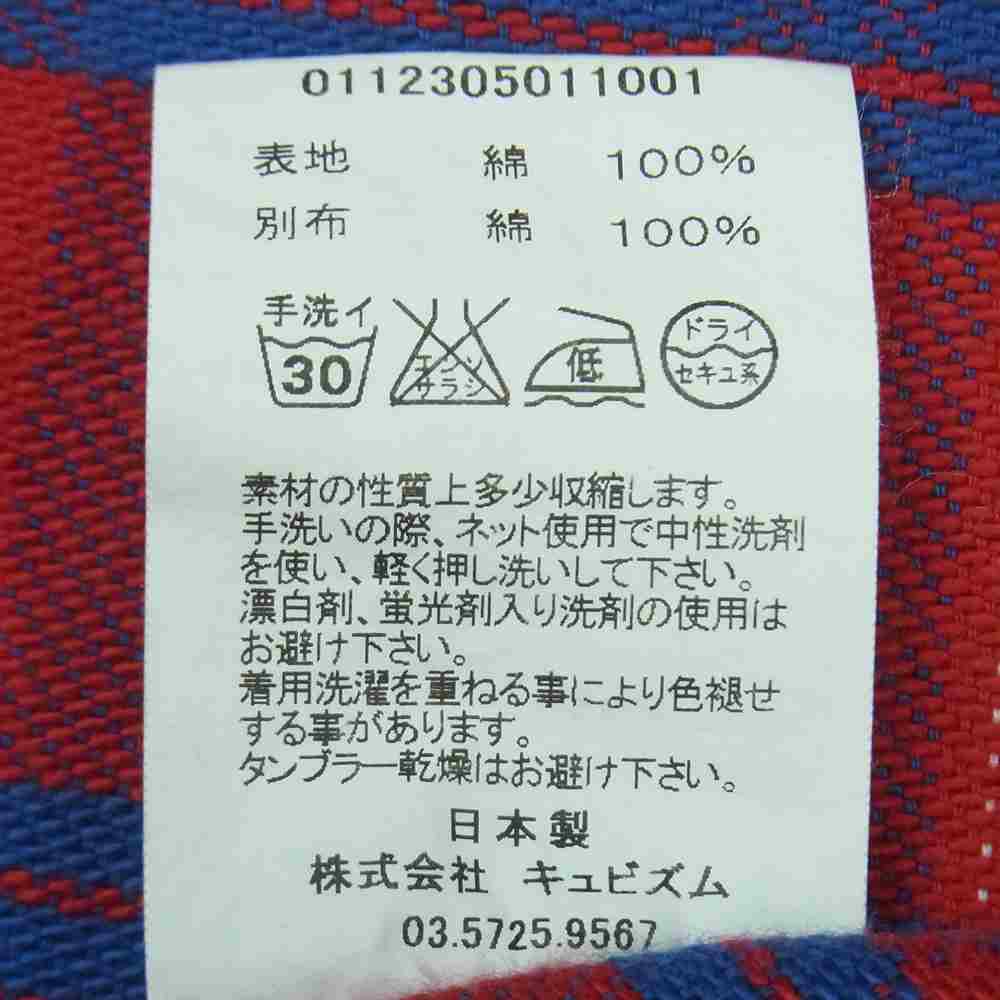 0112305011001
表地 綿 100%
別布 綿 100%
手洗イ
30
エンソ
サラシ
低
ドライ
セキユ系
素材の性質上多少収縮します。
手洗いの際、ネット使用で中性洗剤
を使い、軽く押し洗いして下さい。
漂白剤、蛍光剤入り洗剤の使用は
お避け下さい。
着用洗濯を重ねる事により色褪せ
する事があります。
タンブラー乾燥はお避け下さい。
日本製
株式会社 キュビズム
03.5725.9567